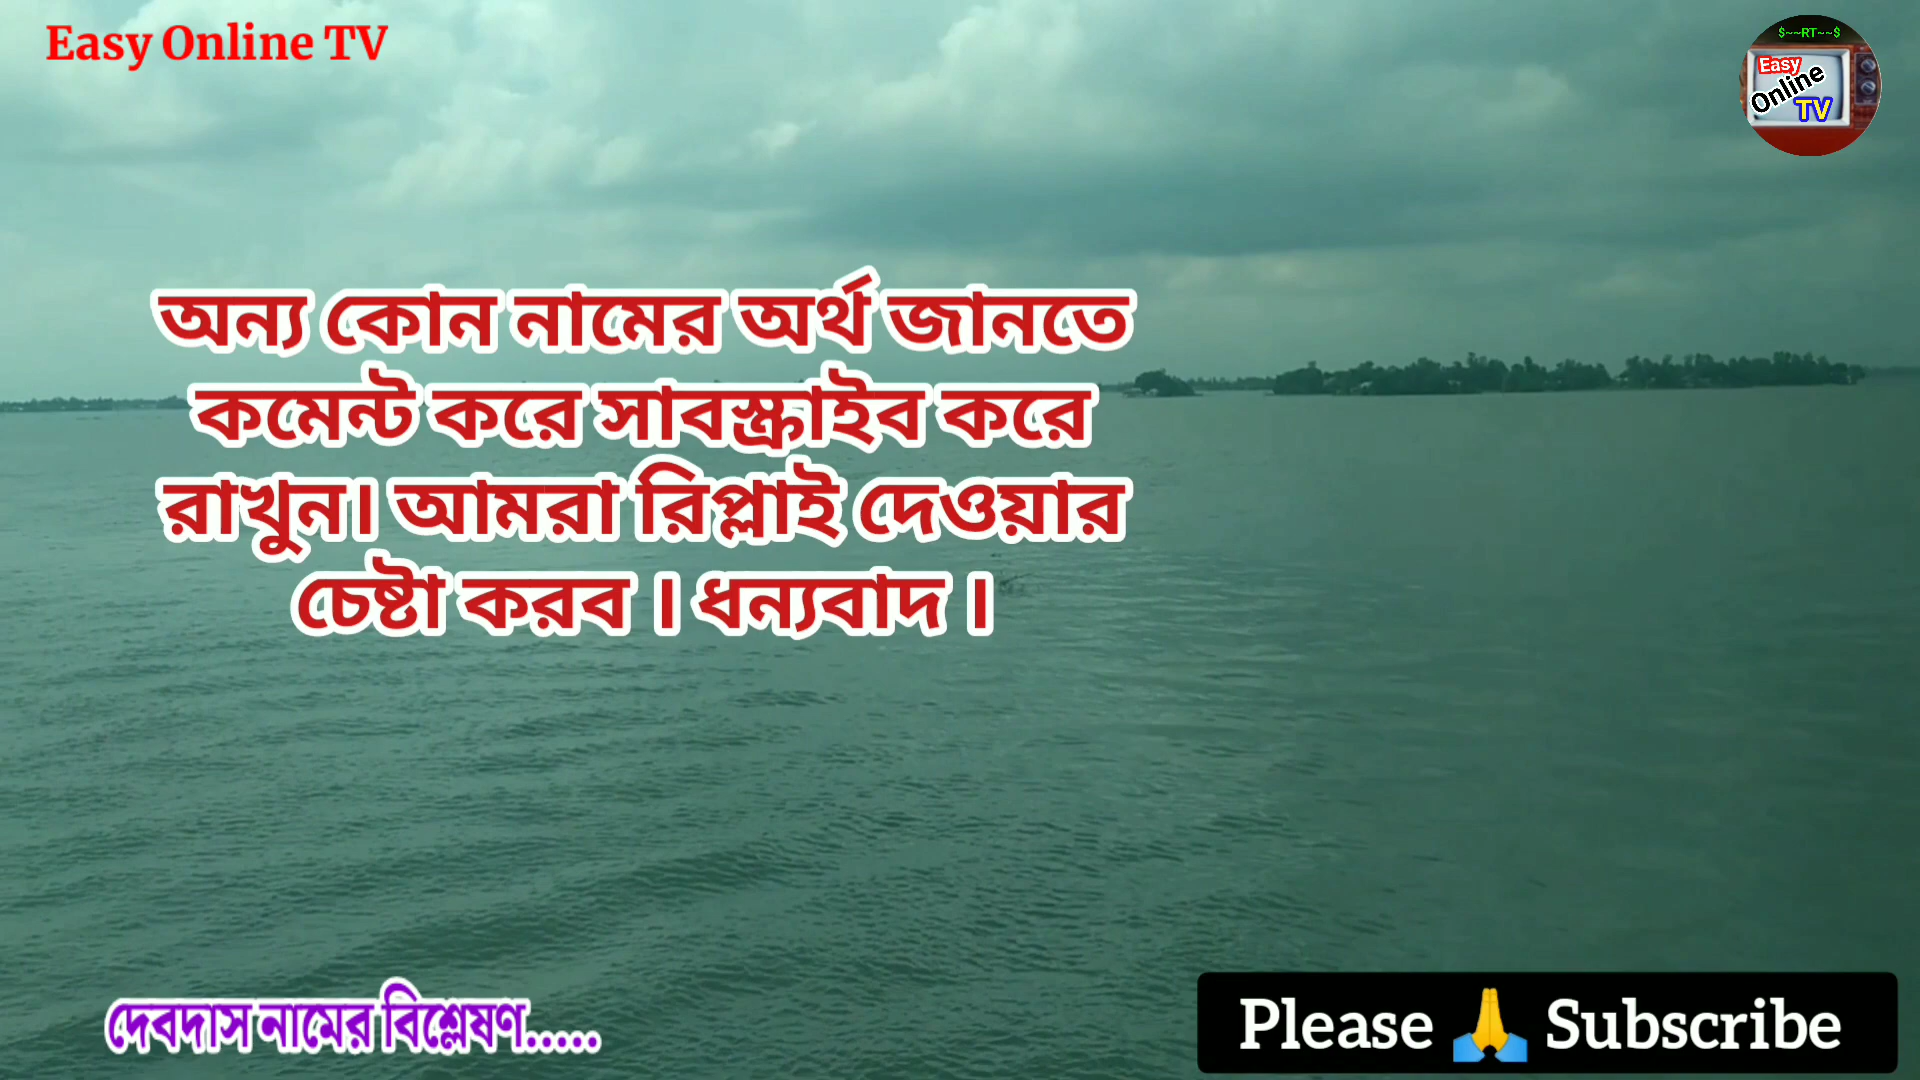 Easy Online TV
$~~RT~~$
Easy
Online
TV
অন্য কোন নামের অর্থ জানতে
কমেন্ট করে সাবস্ক্রাইব করে
রাখুন। আমরা রিপ্লাই দেওয়ার
চেষ্টা করব । ধন্যবাদ ।
দেবদাস নামের বিশ্লেষণ.....
Please 🙏 Subscribe